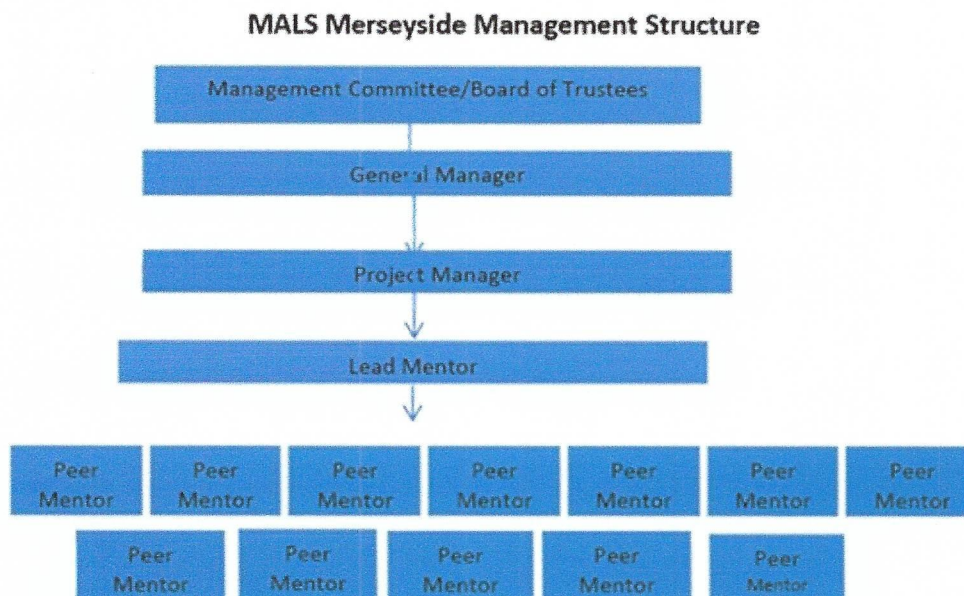 MALS Merseyside Management Structure
Management Committee/Board of Trustees
General Manager
Project Manager
Lead Mentor
Peer Peer Peer Peer Peer Peer Peer
Mentor Mentor Mentor Mentor Mentor Mentor Mentor
Peer Peer Peer Peer Peer
Mentor Mentor Mentor Mentor Mentor